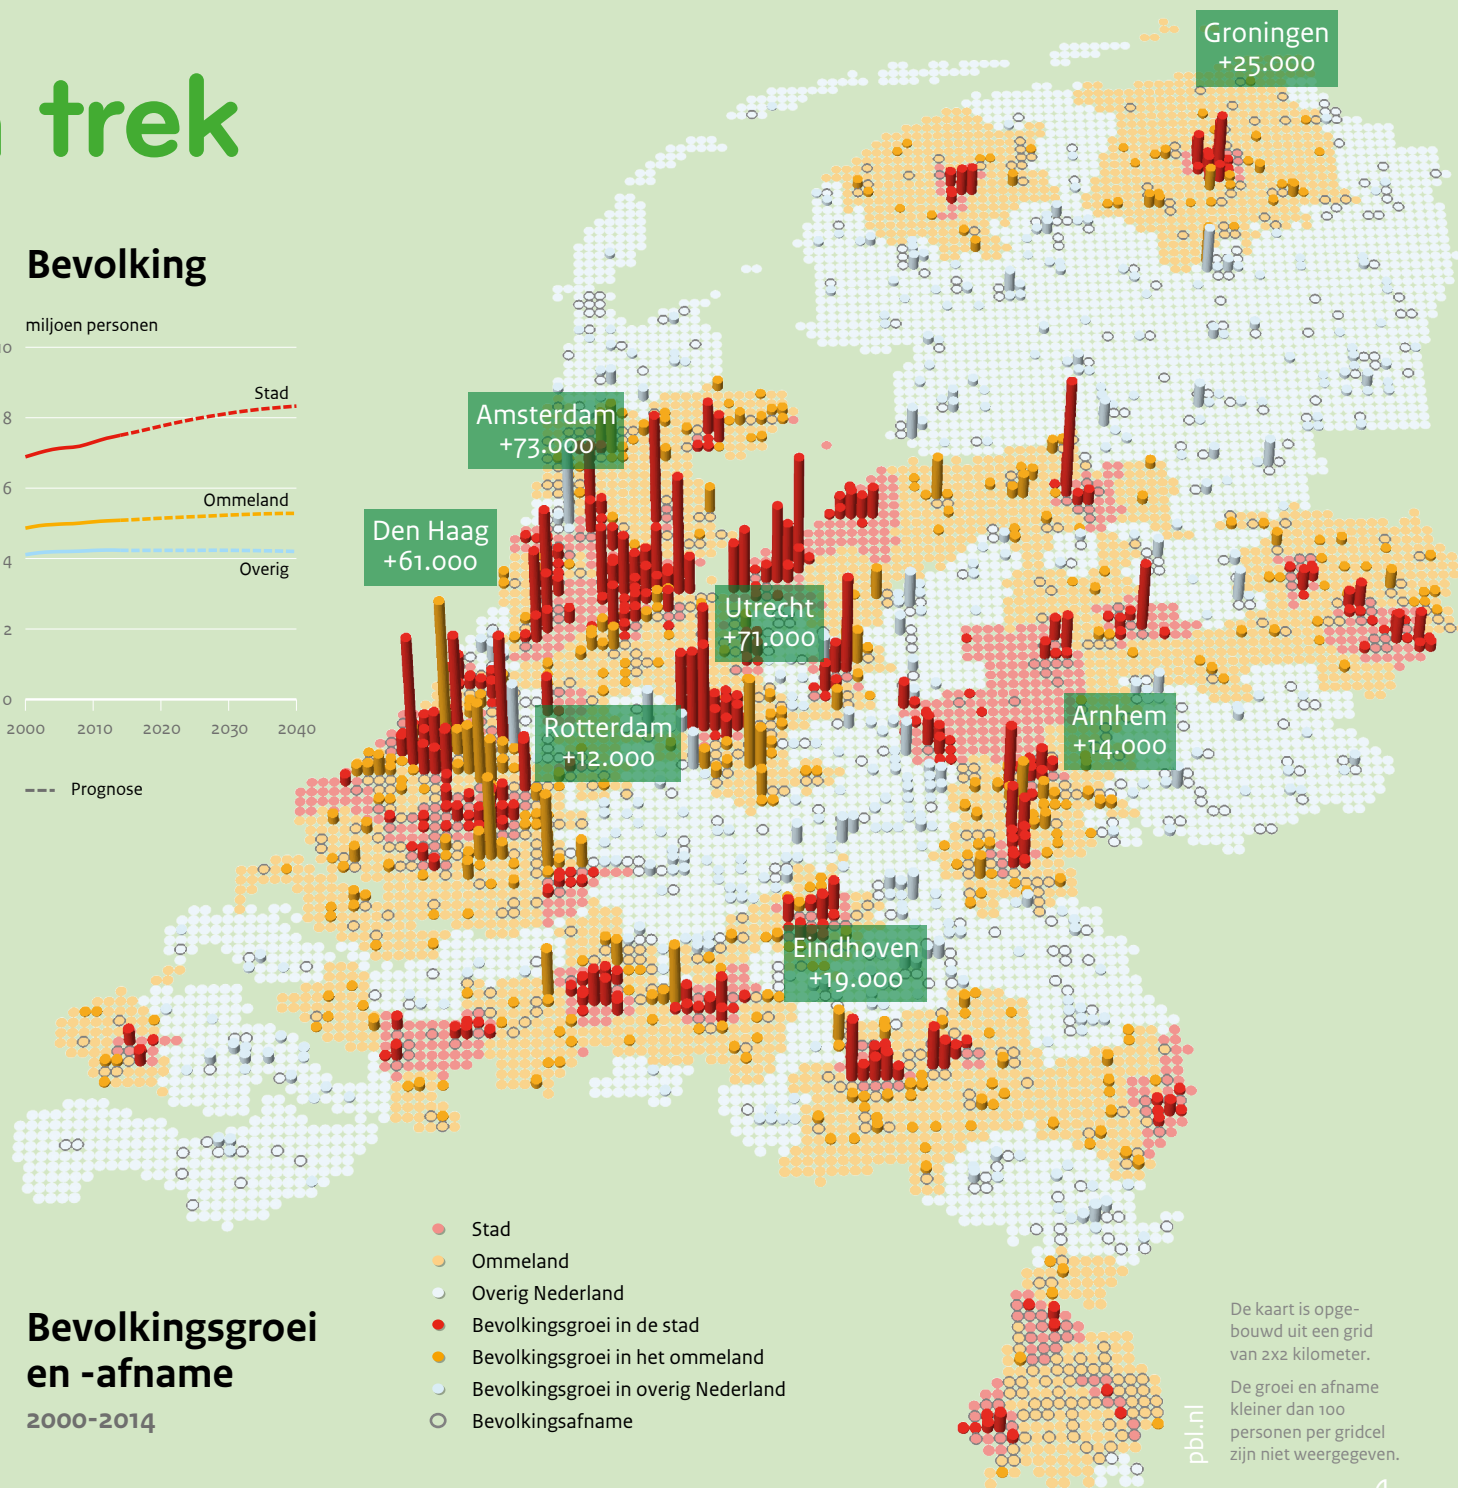 trek
Bevolking
miljoen personen
10
8
6
4
2
0
Stad
Ommeland
Overig
2000 2010 2020 2030 2040
Prognose
Groningen
+25.000
Amsterdam
+73.000
Den Haag
+61.000
Utrecht
+71.000
Rotterdam
+12.000
Arnhem
+14.000
Eindhoven
+19.000
Stad
Ommeland
Overig Nederland
Bevolkingsgroei in de stad
Bevolkingsgroei in het ommeland
Bevolkingsgroei in overig Nederland
Bevolkingsafname
Bevolkingsgroei
en -afname
2000-2014
De kaart is opge-
bouwd uit een grid
van 2x2 kilometer.
De groei en afname
kleiner dan 100
personen per gridcel
zijn niet weergegeven.
pbl.nl